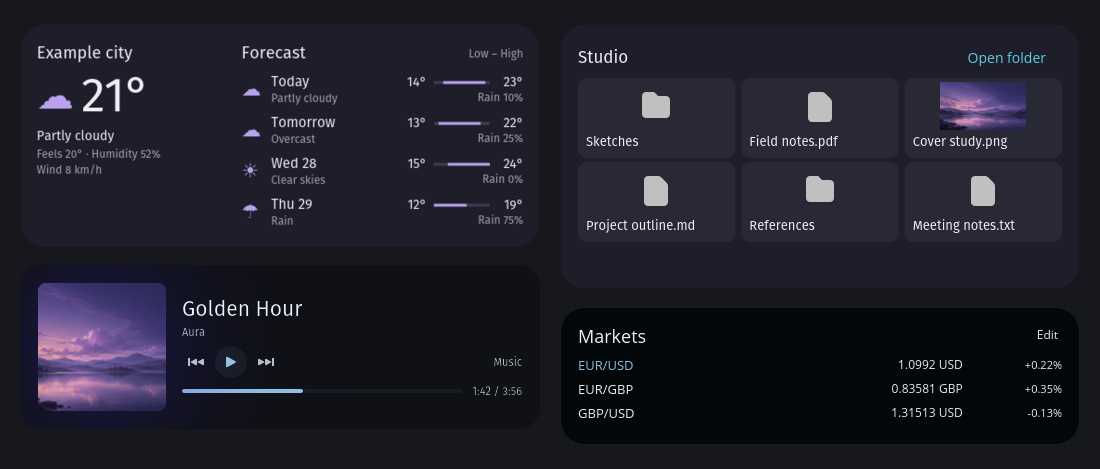 Example city
21°
Partly cloudy
Feels 20° · Humidity 52%
Wind 8 km/h
Forecast
Low – High
Today
14°
23°
Partly cloudy
Rain 10%
Tomorrow
13°
22°
Overcast
Rain 25%
Wed 28
15°
24°
Clear skies
Rain 0%
Thu 29
12°
19°
Rain
Rain 75%
Studio
Open folder
Sketches
Field notes.pdf
Cover study.png
Project outline.md
References
Meeting notes.txt
Golden Hour
Aura
Music
1:42 / 3:56
Markets
Edit
EUR/USD 1.0992 USD +0.22%
EUR/GBP 0.83581 GBP +0.35%
GBP/USD 1.31513 USD -0.13%